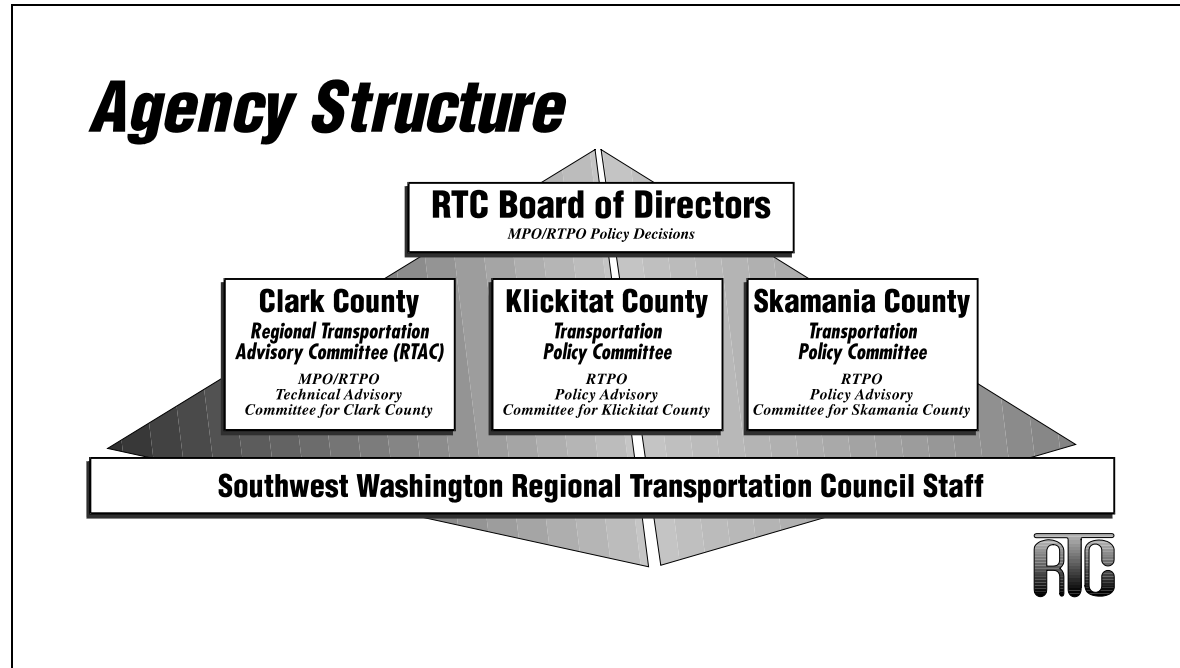 Agency Structure
RTC Board of Directors
MPO/RTPO Policy Decisions
Clark County
Regional Transportation
Advisory Committee (RTAC)
MPO/RTPO
Technical Advisory
Committee for Clark County
Klickitat County
Transportation
Policy Committee
RTPO
Policy Advisory
Committee for Klickitat County
Skamania County
Transportation
Policy Committee
RTPO
Policy Advisory
Committee for Skamania County
Southwest Washington Regional Transportation Council Staff
RTC